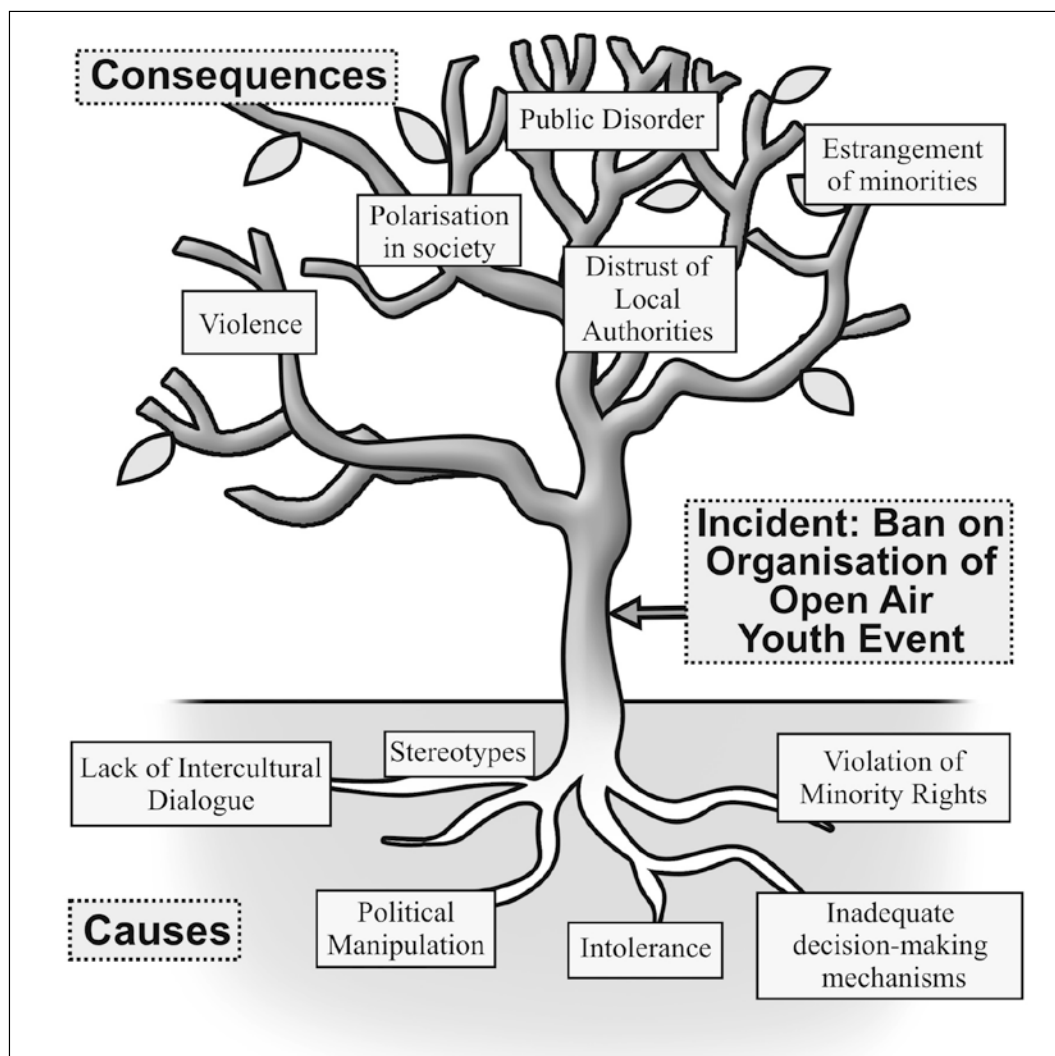 Consequences
Public Disorder
Estrangement
of minorities
Polarisation
in society
Distrust of
Local
Authorities
Violence
Incident: Ban on
Organisation of
Open Air
Youth Event
Stereotypes
Lack of Intercultural
Dialogue
Violation of
Minority Rights
Causes
Political
Manipulation
Intolerance
Inadequate
decision-making
mechanisms